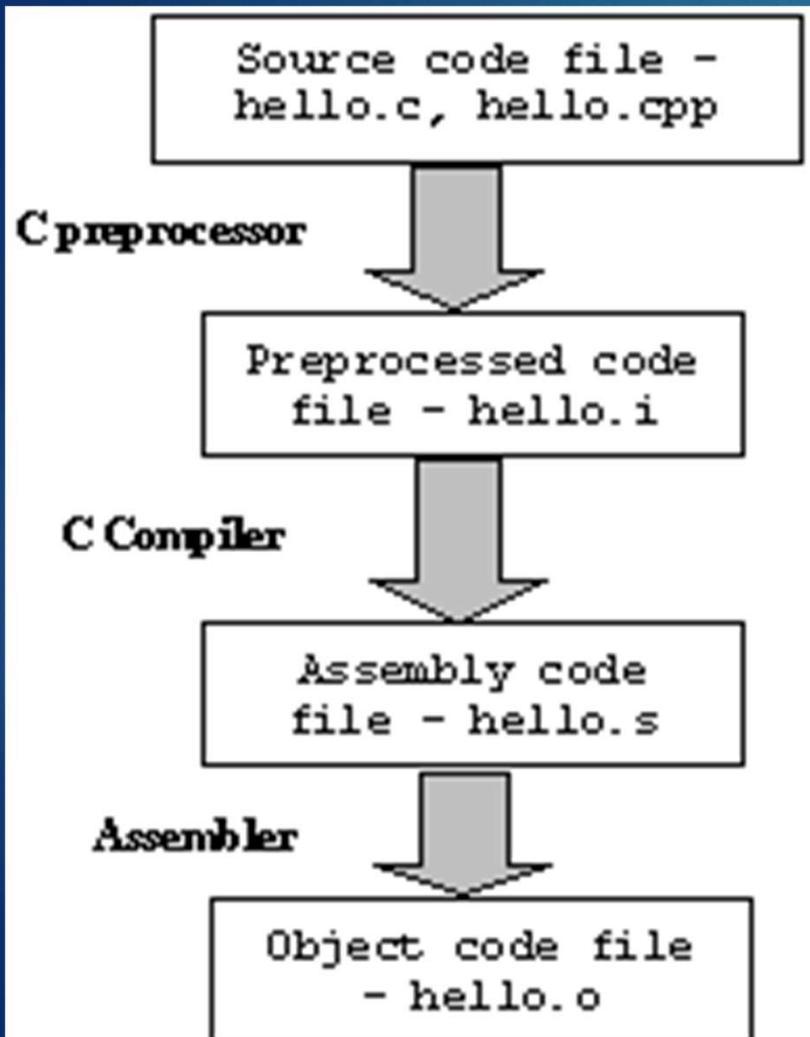 Source code file -
hello.c, hello.cpp
C preprocessor
Preprocessed code
file - hello.i
C Compiler
Assembly code
file - hello.s
Assembler
Object code file
- hello.o